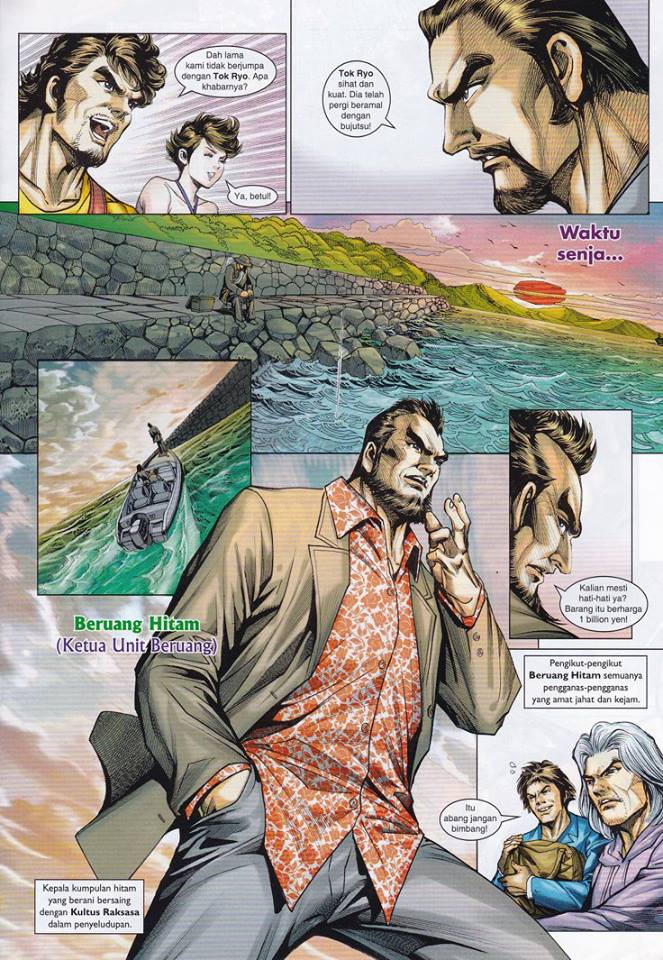 Dah lama
kami tidak berjumpa
dengan Tok Ryo. Apa
khabarnya?
Ya, betul!
Tok Ryo
sihat dan
kuat. Dia telah
pergi beramal
dengan
bujutsu!
Waktu
senja...
Kalian mesti
hati-hati ya?
Barang itu berharga
1 billion yen!
Beruang Hitam
(Ketua Unit Beruang)
Pengikut-pengikut
Beruang Hitam semuanya
pengganas-pengganas
yang amat jahat dan kejam.
Itu
abang jangan
bimbang!
Kepala kumpulan hitam
yang berani bersaing
dengan Kultus Raksasa
dalam penyeludupan.